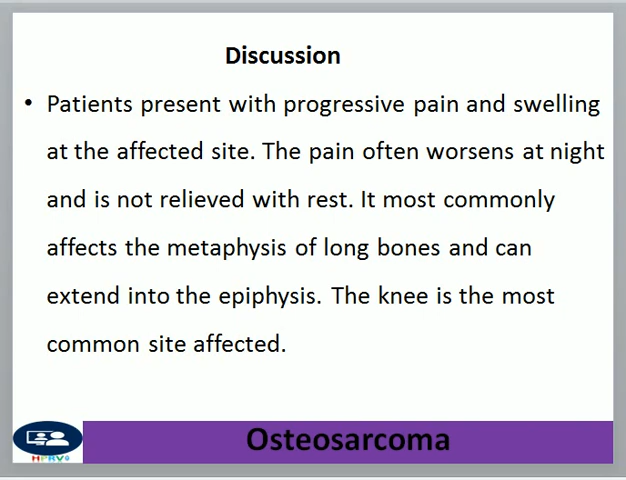 Discussion
• Patients present with progressive pain and swelling
at the affected site. The pain often worsens at night
and is not relieved with rest. It most commonly
affects the metaphysis of long bones and can
extend into the epiphysis. The knee is the most
common site affected.
Osteosarcoma